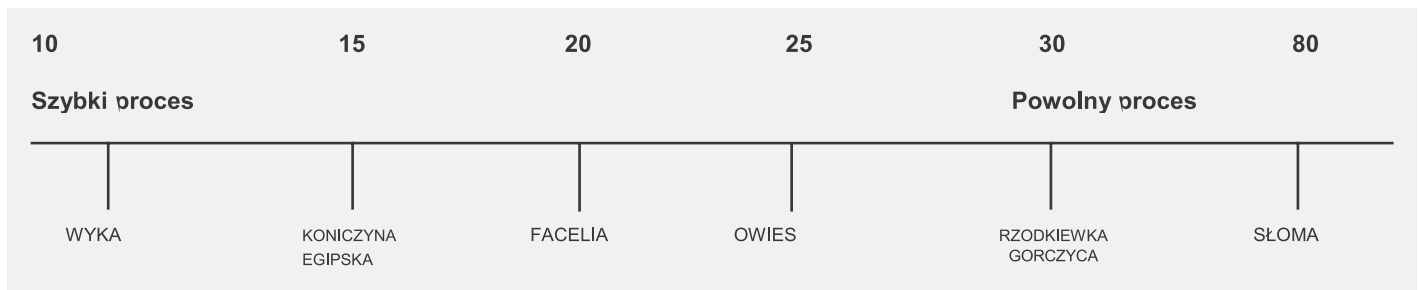 10 15 20 25 30 80
Szybki proces Powolny proces
WYKA KONICZYNA FACELIA OWIES RZODKIEWKA SŁOMA
EGIPSKA GORCZYCA